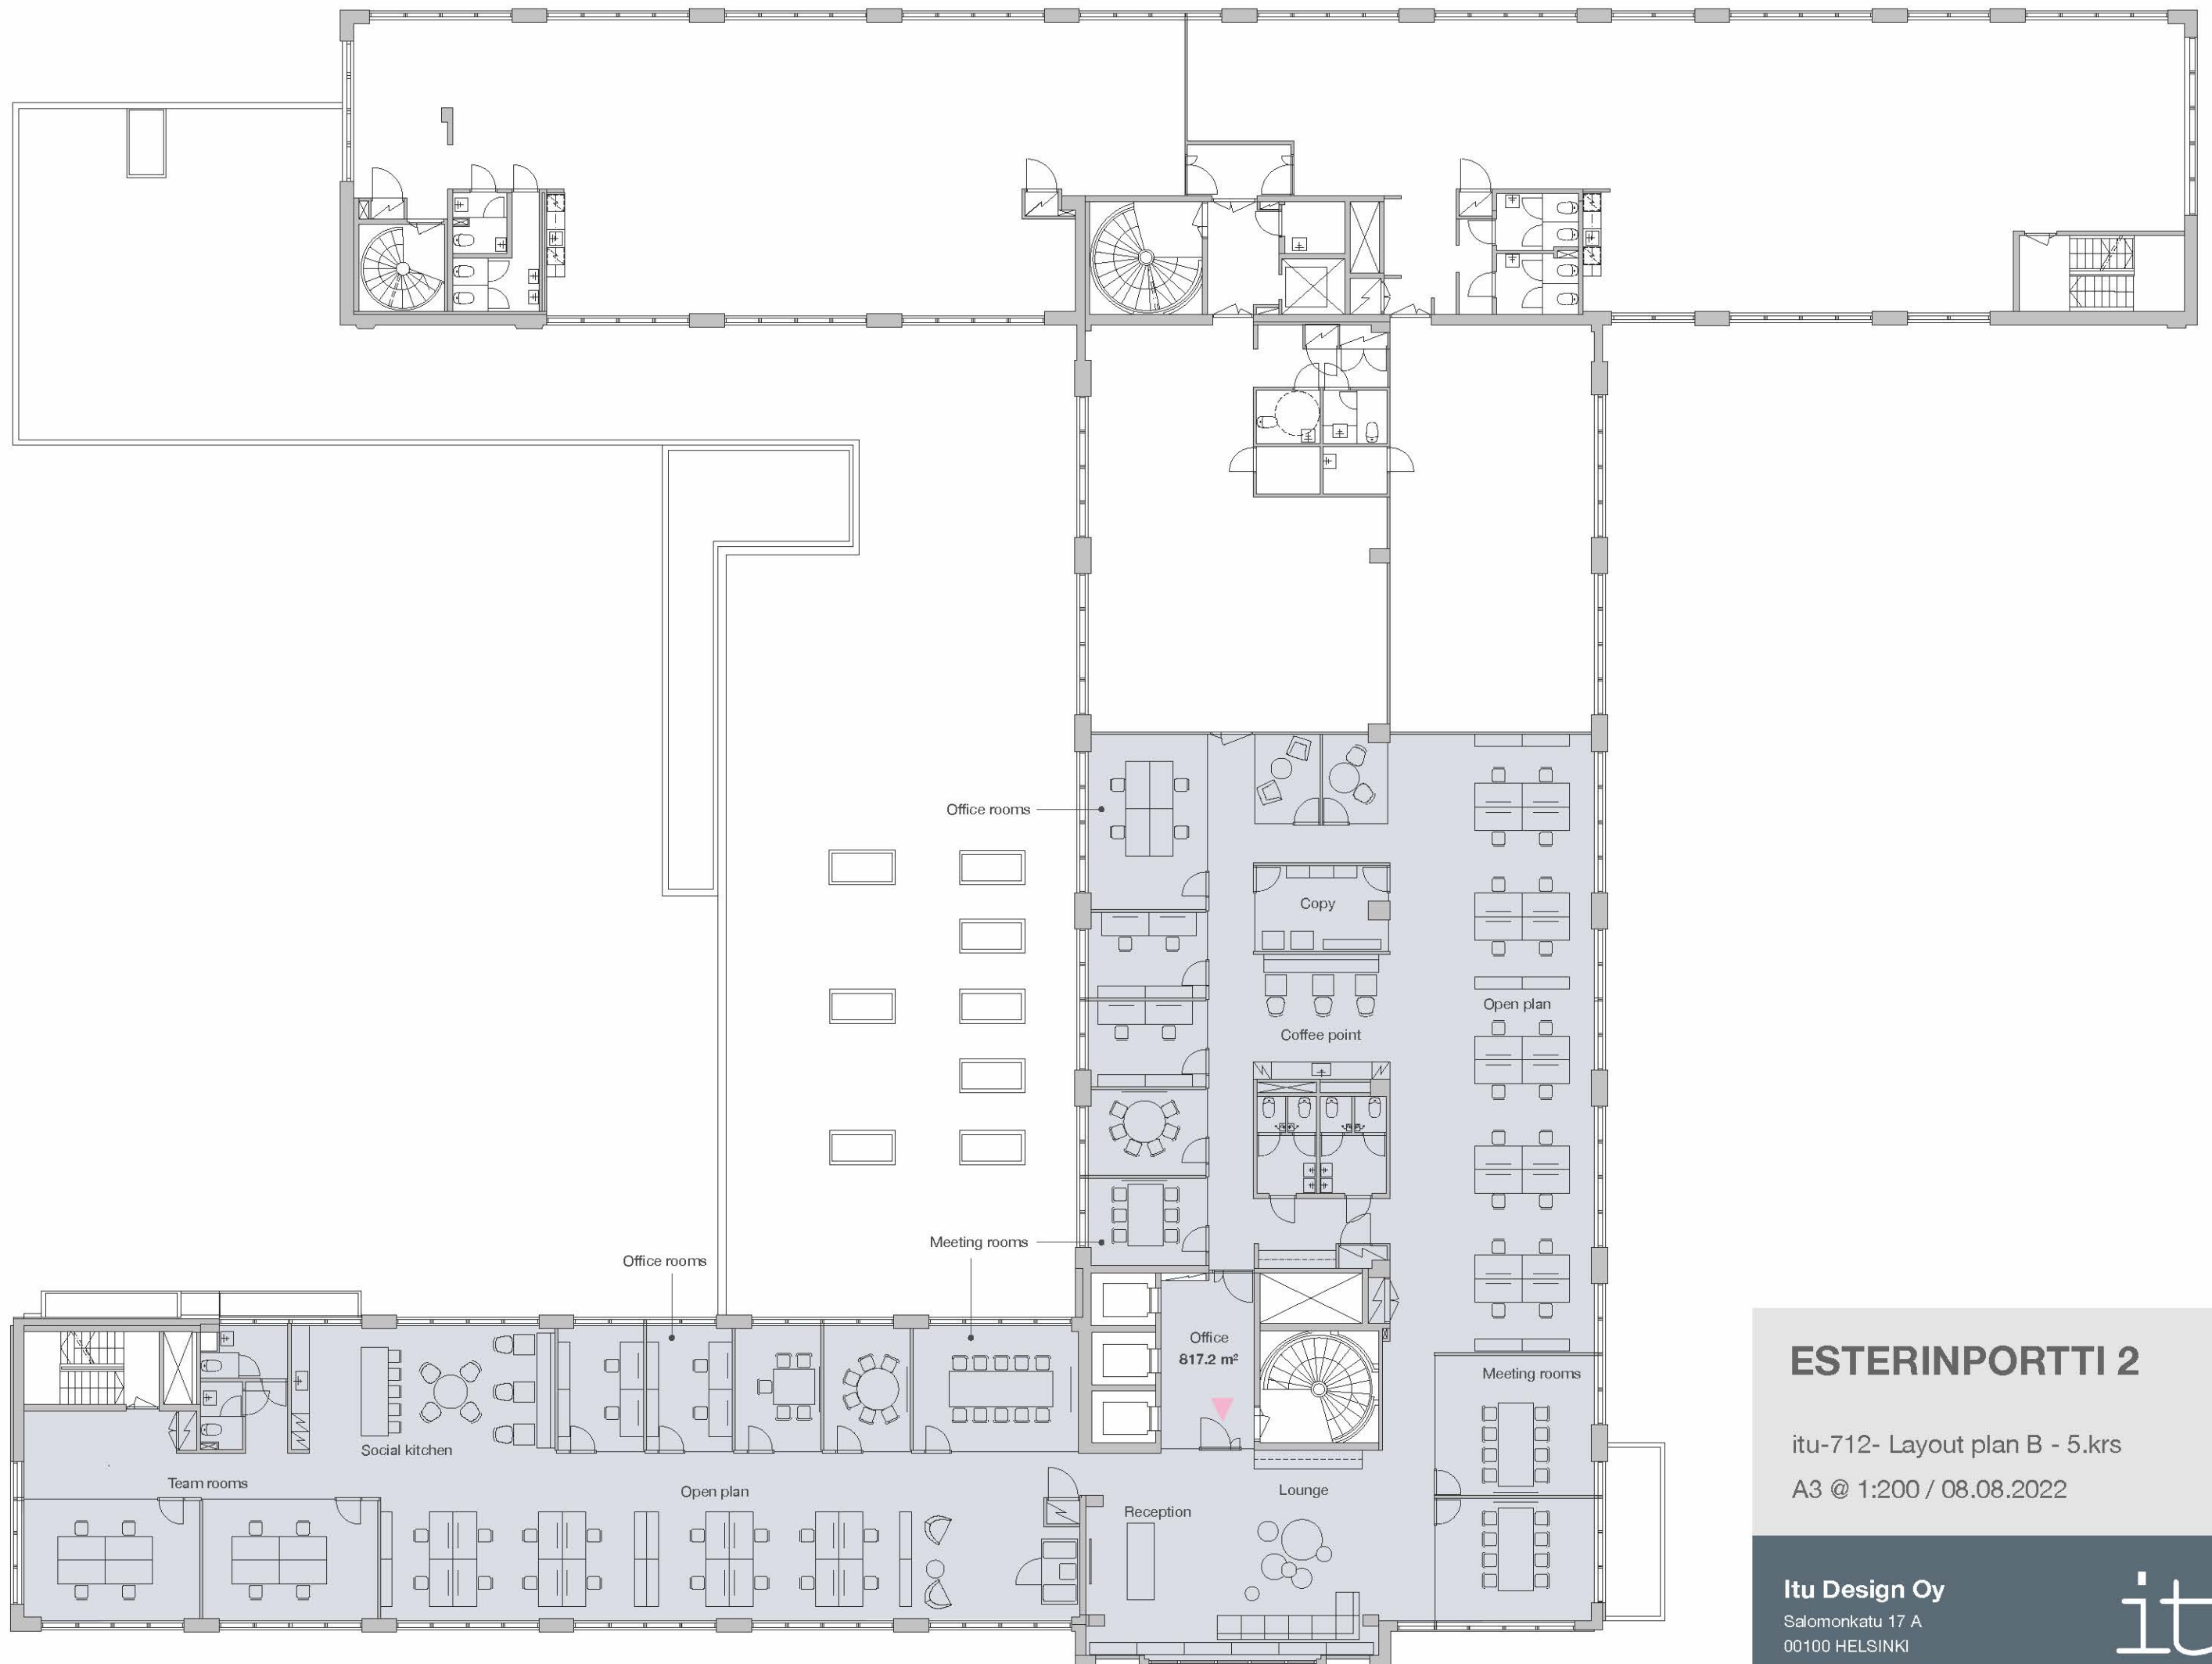 Office rooms
Copy
Open plan
Coffee point
Meeting rooms
Office rooms
Office
817.2 m²
Meeting rooms
Social kitchen
Team rooms
Open plan
Lounge
Reception
ESTERINPORTTI 2
itu-712- Layout plan B - 5.krs
A3 @ 1:200 / 08.08.2022
Itu Design Oy
Salomonkatu 17 A
00100 HELSINKI
it